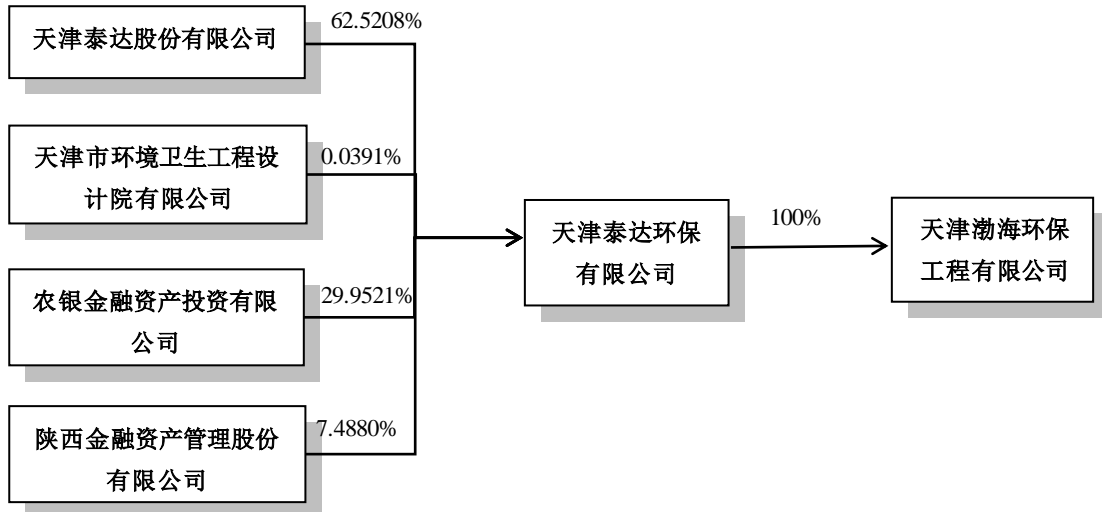 62.5208%
天津泰达股份有限公司
天津市环境卫生工程设
计院有限公司
0.0391%
农银金融资产投资有限
公司
29.9521%
陕西金融资产管理股份
有限公司
7.4880%
天津泰达环保
有限公司
100%
天津渤海环保
工程有限公司